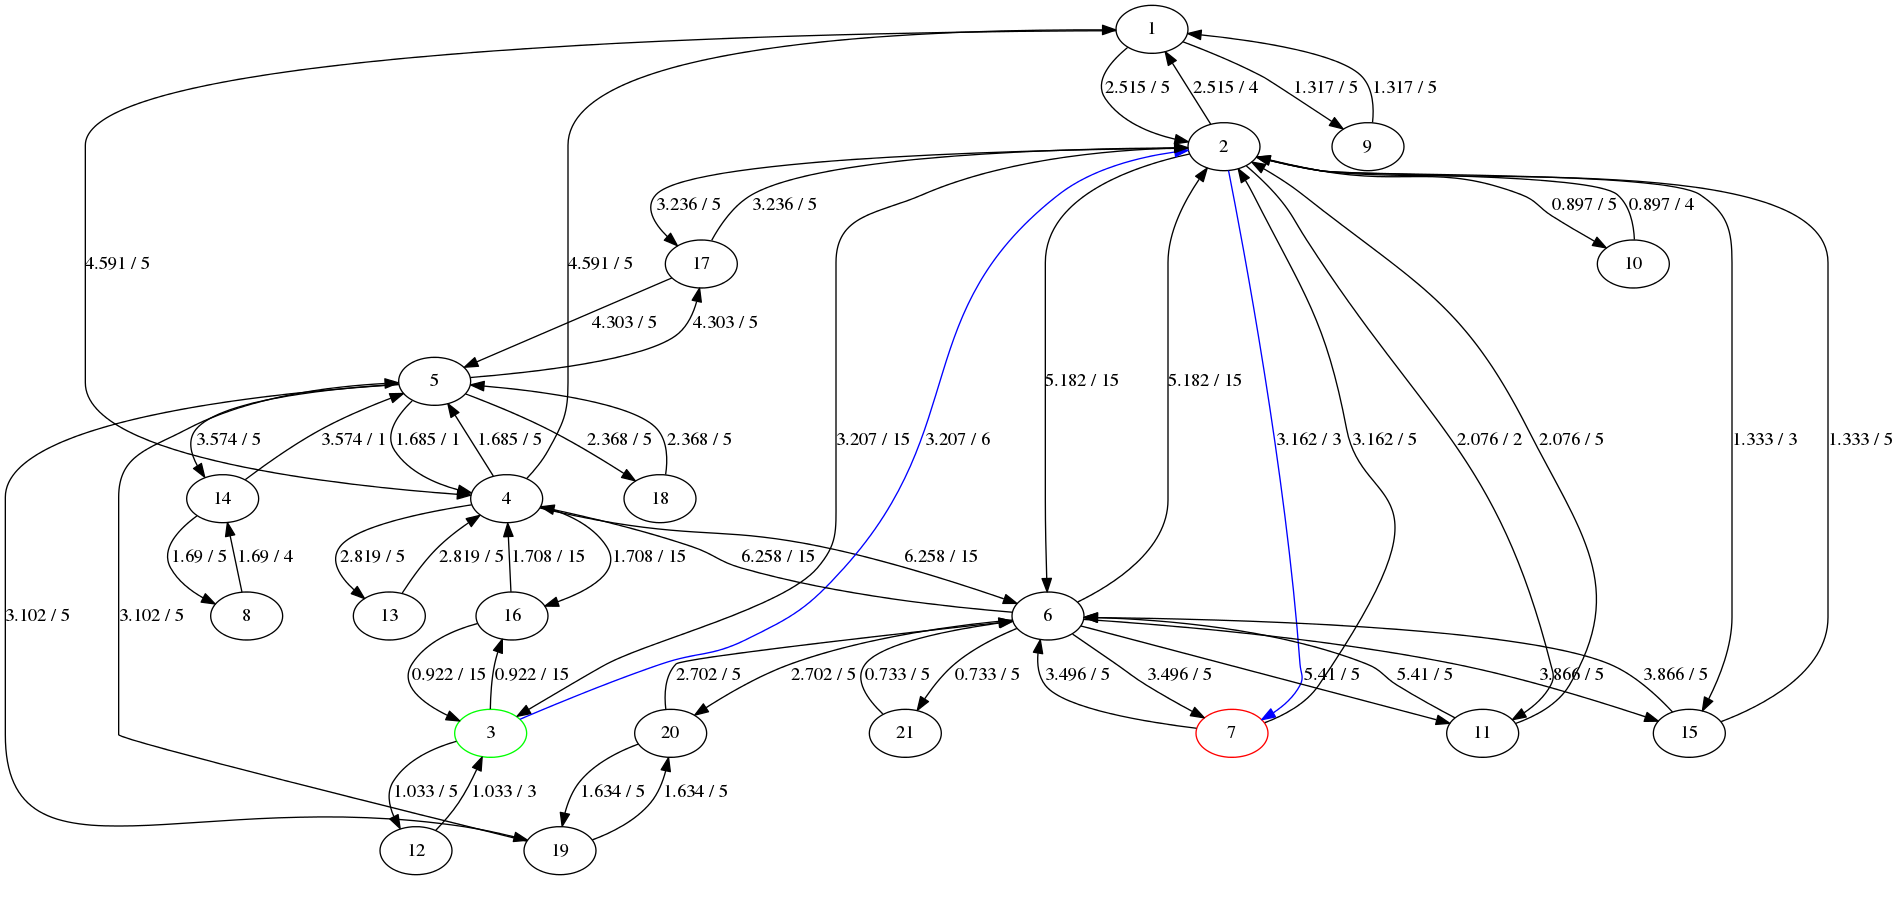 1
2.515 / 5
2.515 / 4
1.317 / 5
1.317 / 5
2
9
3.236 / 5
3.236 / 5
0.897 / 5
0.897 / 4
4.591 / 5
4.591 / 5
17
10
4.303 / 5
4.303 / 5
5
5.182 / 15
5.182 / 15
3.574 / 5
3.574 / 1
1.685 / 1
1.685 / 5
2.368 / 5
2.368 / 5
3.207 / 15
3.207 / 6
3.162 / 3
3.162 / 5
2.076 / 2
2.076 / 5
1.333 / 3
1.333 / 5
14
4
18
1.69 / 5
1.69 / 4
2.819 / 5
2.819 / 5
1.708 / 15
1.708 / 15
6.258 / 15
6.258 / 15
3.102 / 5
3.102 / 5
8
13
16
6
0.922 / 15
0.922 / 15
2.702 / 5
2.702 / 5
0.733 / 5
0.733 / 5
3.496 / 5
3.496 / 5
5.41 / 5
5.41 / 5
3.866 / 5
3.866 / 5
3
20
21
7
11
15
1.033 / 5
1.033 / 3
1.634 / 5
1.634 / 5
12
19